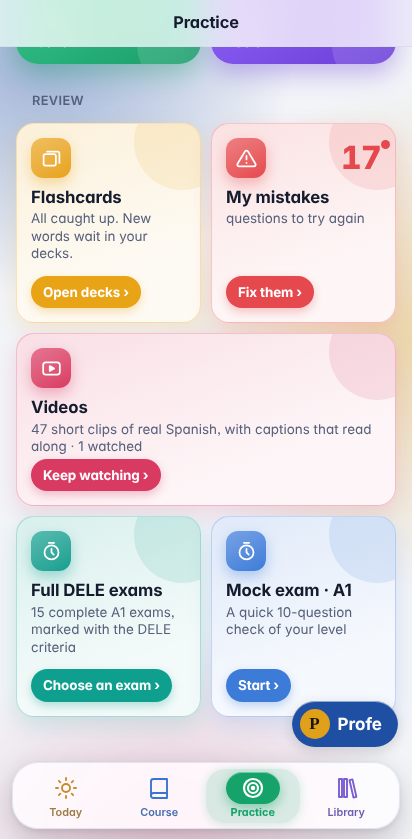 Practice
REVIEW
Flashcards
All caught up. New
words wait in your
decks.
Open decks ›
17
My mistakes
questions to try again
Fix them ›
Videos
47 short clips of real Spanish, with captions that read
along · 1 watched
Keep watching ›
Full DELE exams
15 complete A1 exams,
marked with the DELE
criteria
Choose an exam ›
Mock exam · A1
A quick 10-question
check of your level
Start ›
P Profe
Today
Course
Practice
Library